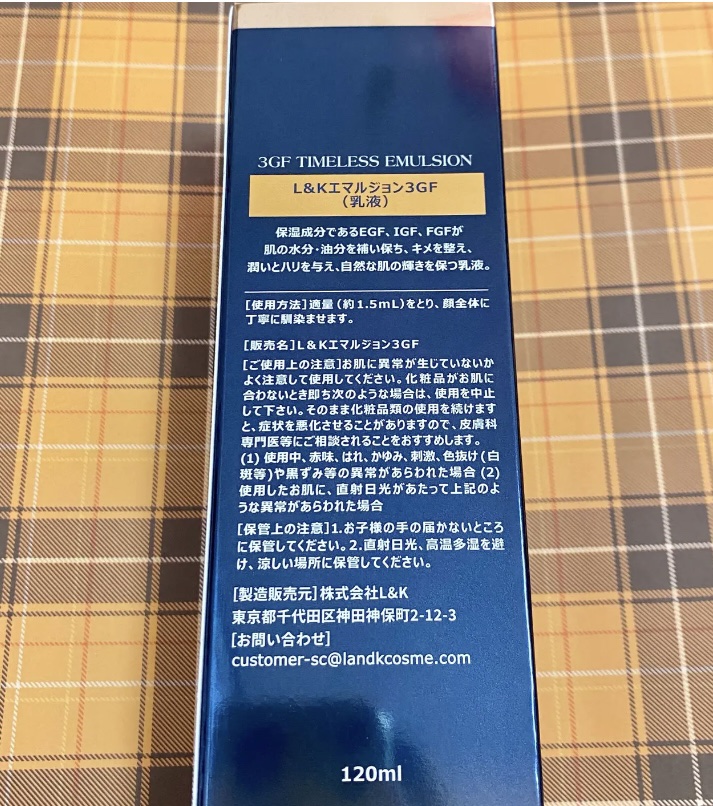 3GF TIMELESS EMULSION
L&Kエマルジョン3GF
（乳液）
保湿成分であるEGF、IGF、FGFが
肌の水分・油分を補い保ち、キメを整え、
潤いとハリを与え、自然な肌の輝きを保つ乳液。
［使用方法］適量（約1.5mL）をとり、顔全体に
丁寧に馴染ませます。
［販売名］L＆Kエマルジョン3GF
［ご使用上の注意］お肌に異常が生じていないか
よく注意して使用してください。化粧品がお肌に
合わないとき即ち次のような場合は、使用を中止
して下さい。そのまま化粧品類の使用を続けます
と、症状を悪化させることがありますので、皮膚科
専門医等にご相談されることをおすすめします。
(1) 使用中、赤味、はれ、かゆみ、刺激、色抜け(白
斑等)や黒ずみ等の異常があらわれた場合 (2)
使用したお肌に、直射日光があたって上記のよ
うな異常があらわれた場合
［保管上の注意］1.お子様の手の届かないところ
に保管してください。2.直射日光、高温多湿を避
け、涼しい場所に保管してください。
［製造販売元］株式会社L&K
東京都千代田区神田神保町2-12-3
［お問い合わせ］
customer-sc@landkcosme.com
120ml